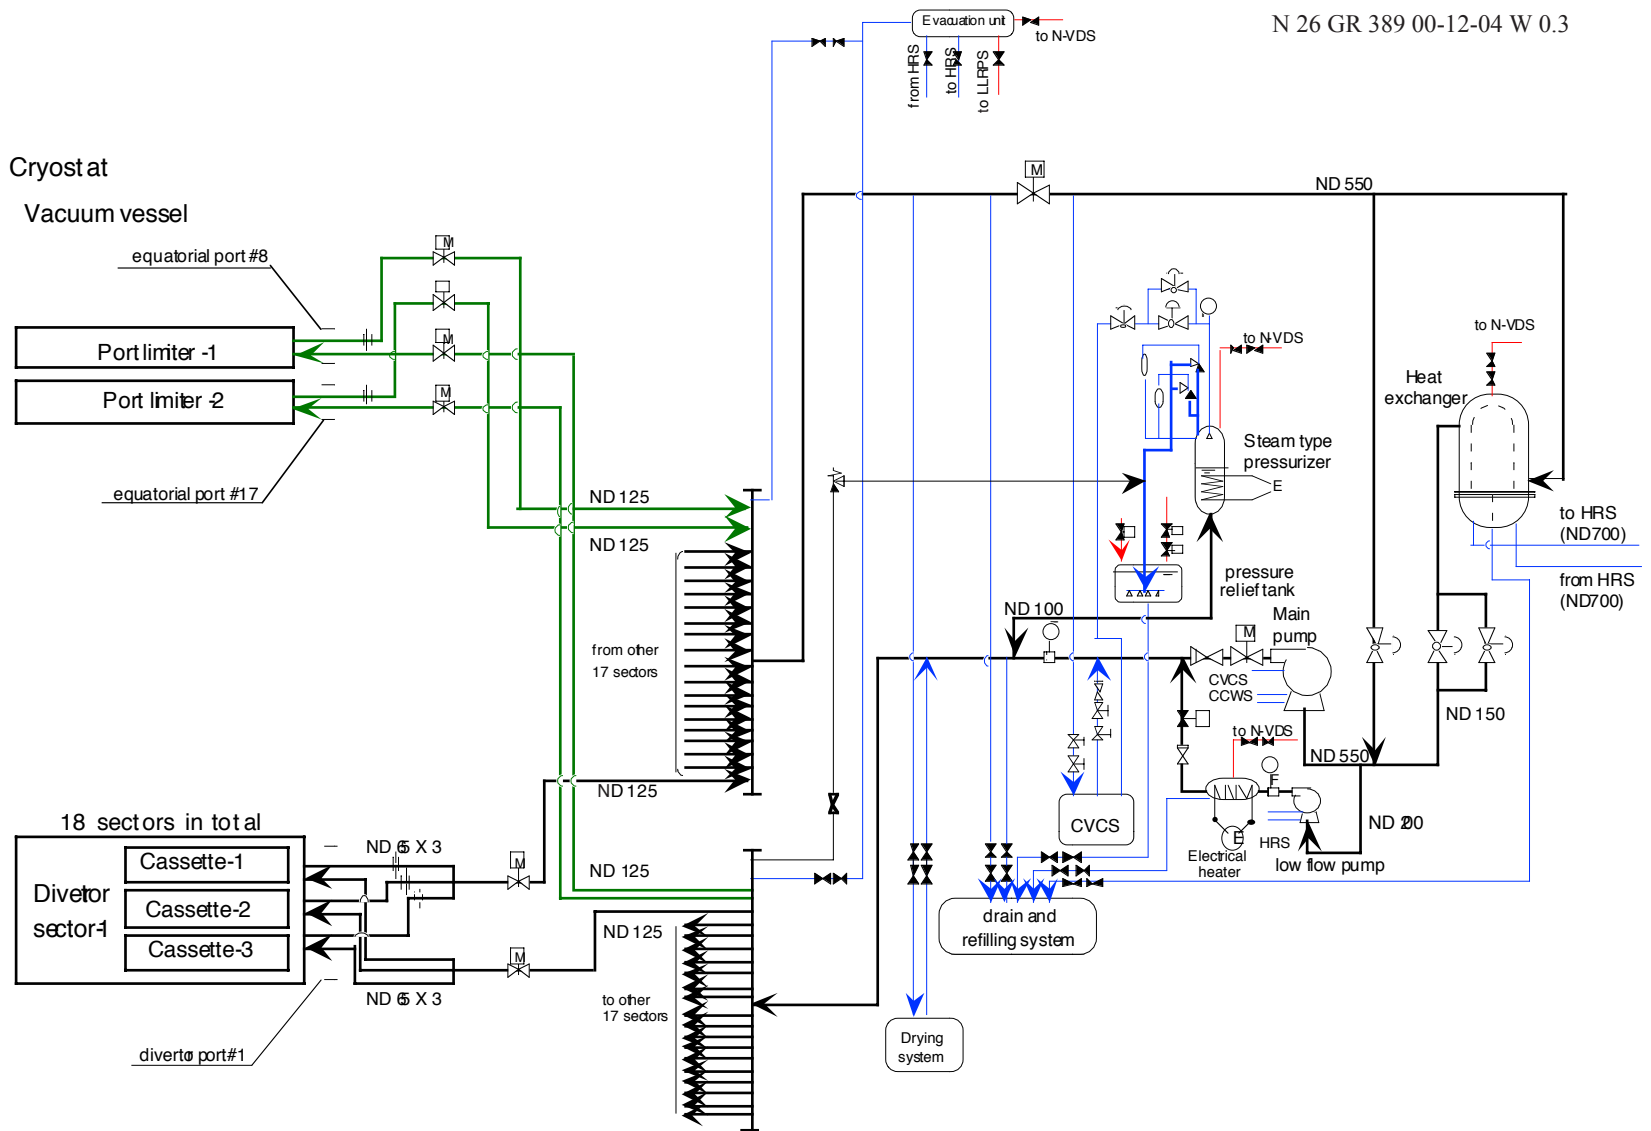 N 26 GR 389 00-12-04 W 0.3
Evacuation unit
to N-VDS
from HRS
to HRS
to LLRPS
Cryostat
Vacuum vessel
equatorial port #8
M
M
ND 550
Port limiter -1
M
Port limiter -2
M
equatorial port #17
to N-VDS
to N-VDS
Heat
exchanger
Steam type
pressurizer
E
ND 125
ND 125
to HRS
(ND700)
from HRS
(ND700)
pressure
relief tank
ND 100
Main
pump
M
from other
17 sectors
CVCS
CCWS
ND 150
to N-VDS
ND 550
F
ND 125
CVCS
ND 200
E
HRS
Electrical
heater
low flow pump
18 sectors in total
ND 65 X 3
Cassette-1
M
Divetor
sector-1
Cassette-2
Cassette-3
ND 125
ND 125
M
ND 65 X 3
drain and
refilling system
to other
17 sectors
Drying
system
divertor port #1